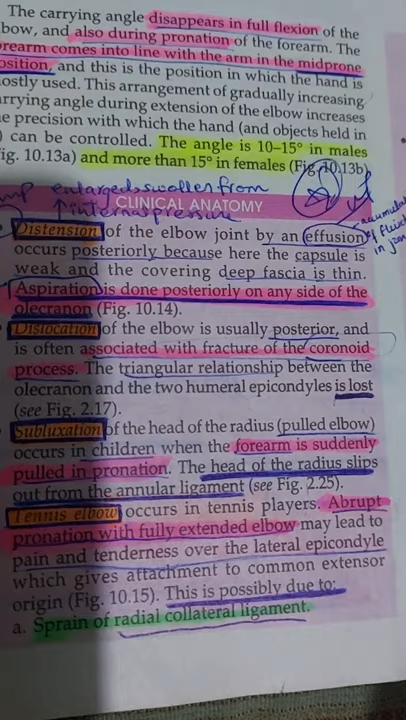 The carrying angle disappears in full flexion of the
bow, and also during pronation of the forearm. The
rearm comes into line with the arm in the midprone
osition, and this is the position in which the hand is
ostly used. This arrangement of gradually increasing
arrying angle during extension of the elbow increases
e precision with which the hand (and objects held in
) can be controlled. The angle is 10–15° in males
ig. 10.13a) and more than 15° in females (Fig. 10.13b)
mp enlarged swollen from
↑ internal pressure
CLINICAL ANATOMY
accumula
of fluid
in join
Distension of the elbow joint by an effusion
occurs posteriorly because here the capsule is
weak and the covering deep fascia is thin.
Aspiration is done posteriorly on any side of the
olecranon (Fig. 10.14).
Dislocation of the elbow is usually posterior, and
is often associated with fracture of the coronoid
process. The triangular relationship between the
olecranon and the two humeral epicondyles is lost
(see Fig. 2.17).
Subluxation of the head of the radius (pulled elbow)
occurs in children when the forearm is suddenly
pulled in pronation. The head of the radius slips
out from the annular ligament (see Fig. 2.25).
Tennis elbow occurs in tennis players. Abrupt
pronation with fully extended elbow may lead to
pain and tenderness over the lateral epicondyle
which gives attachment to common extensor
origin (Fig. 10.15). This is possibly due to:
a. Sprain of radial collateral ligament.